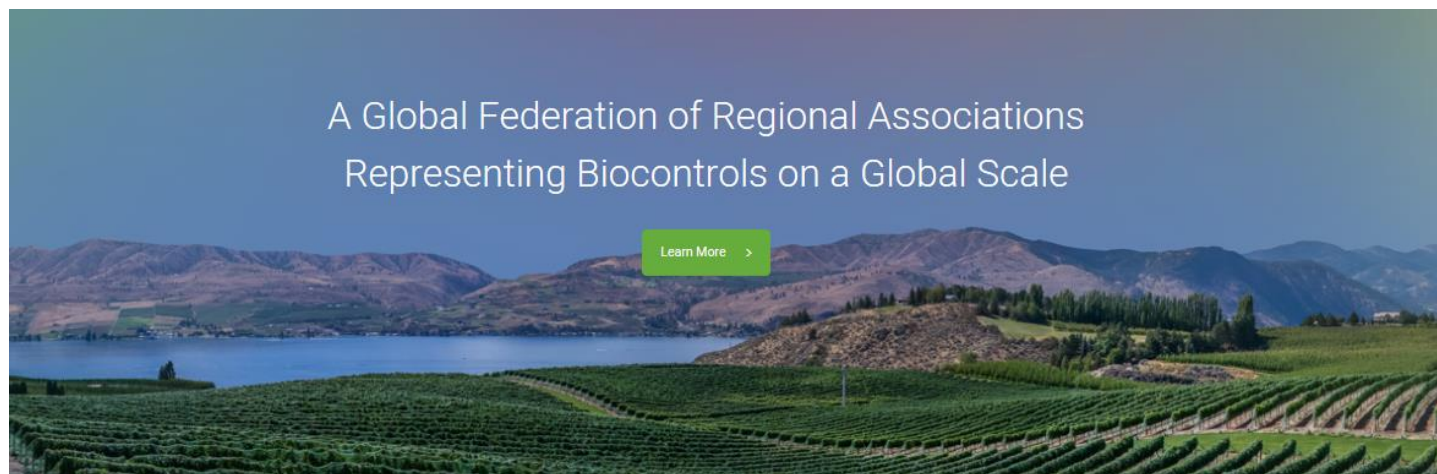 A Global Federation of Regional Associations
Representing Biocontrols on a Global Scale
Learn More >